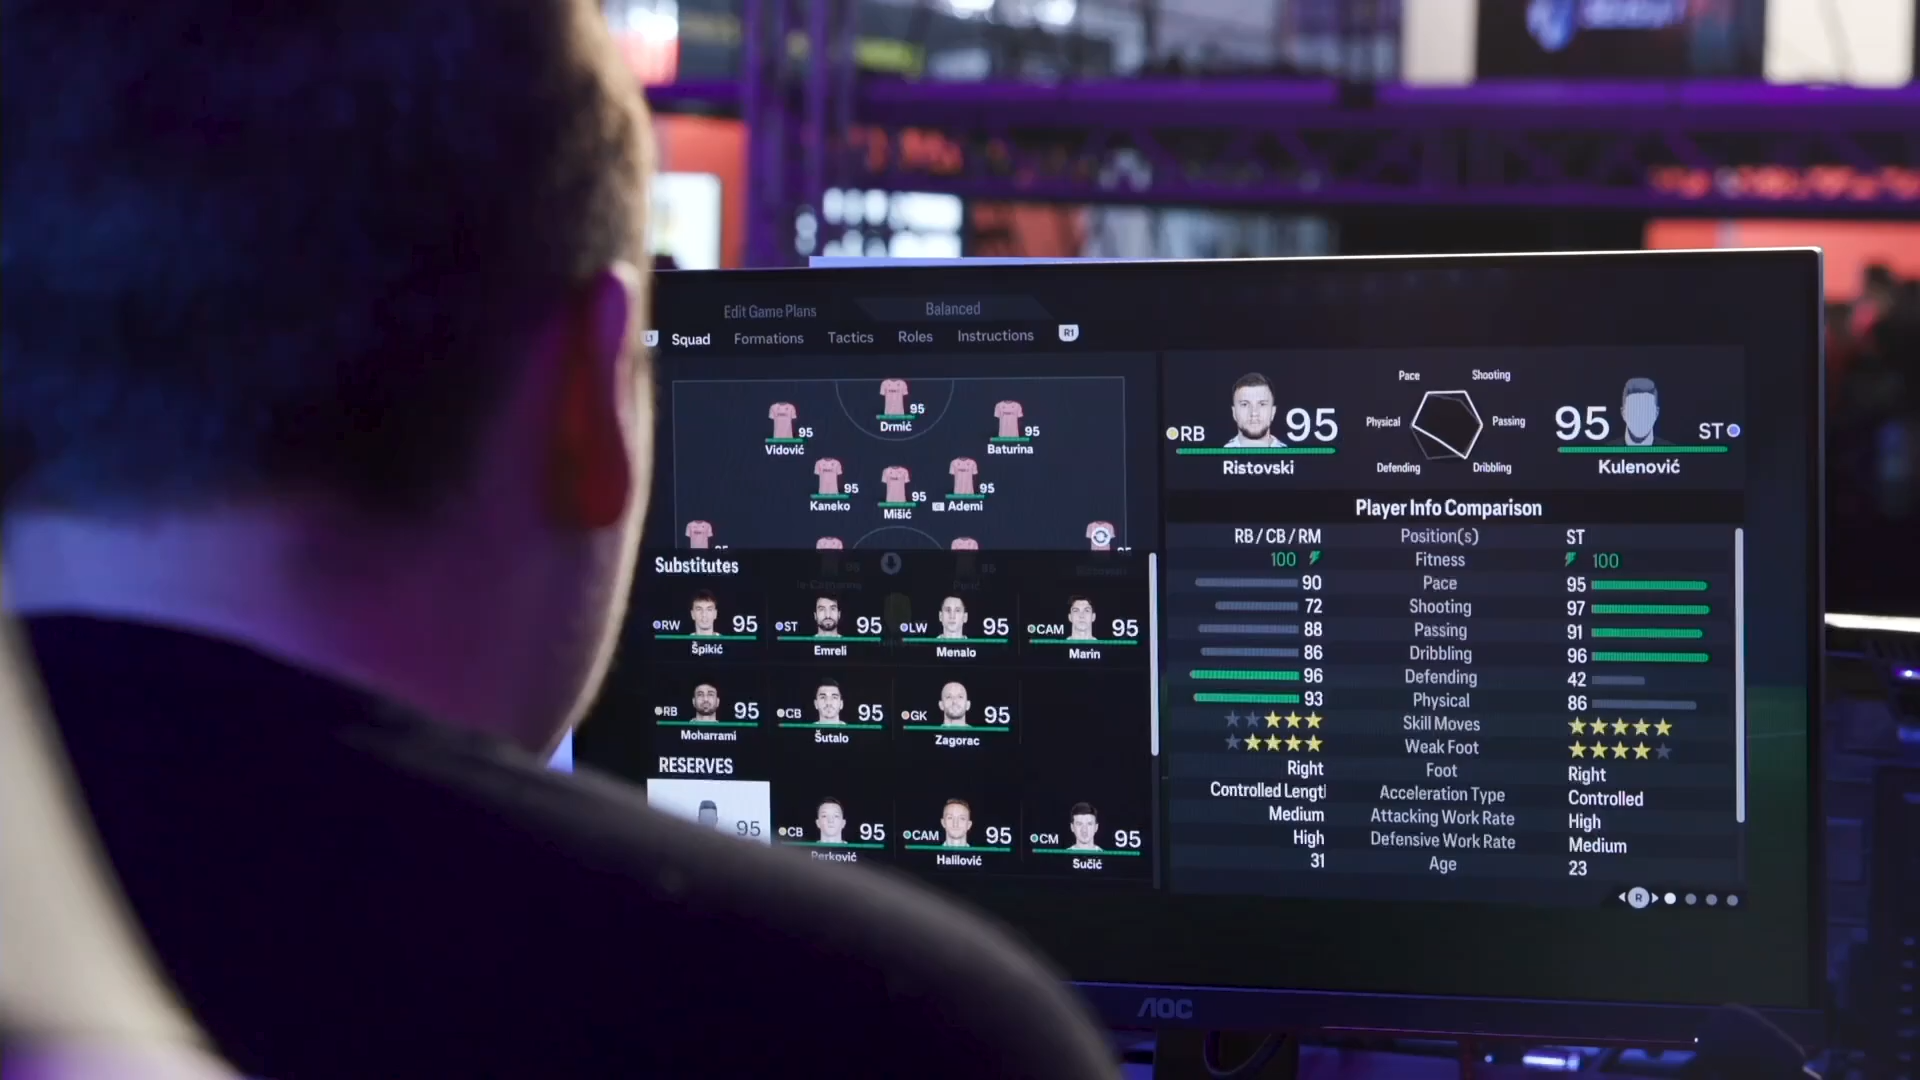 Edit Game Plans
Balanced
L1 Squad Formations Tactics Roles Instructions R1
95
Drmić
95
Vidović
95
Baturina
95
Kaneko
95
Mišić
95
Ademi
Substitutes
RW 95
Špikić
ST 95
Emreli
LW 95
Menalo
CAM 95
Marin
RB 95
Moharrami
CB 95
Šutalo
GK 95
Zagorac
RESERVES
95
CB 95
Perković
CAM 95
Halilović
CM 95
Sučić
RB 95
Ristovski
Pace Shooting
Physical Passing
Defending Dribbling
95 ST
Kulenović
Player Info Comparison
RB / CB / RM Position(s) ST
100 Fitness 100
90 Pace 95
72 Shooting 97
88 Passing 91
86 Dribbling 96
96 Defending 42
93 Physical 86
Skill Moves
Weak Foot
Right Foot Right
Controlled Lengt Acceleration Type Controlled
Medium Attacking Work Rate High
High Defensive Work Rate Medium
31 Age 23
R
AOC